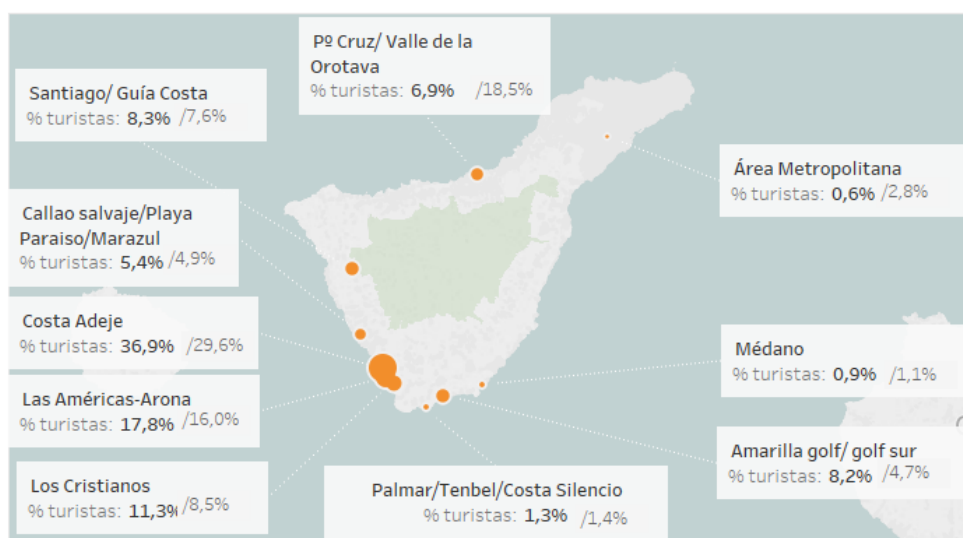 Pº Cruz/ Valle de la
Orotava
% turistas: 6,9% /18,5%
Santiago/ Guía Costa
% turistas: 8,3% /7,6%
Área Metropolitana
% turistas: 0,6% /2,8%
Callao salvaje/Playa
Paraiso/Marazul
% turistas: 5,4% /4,9%
Costa Adeje
% turistas: 36,9% /29,6%
Médano
% turistas: 0,9% /1,1%
Las Américas-Arona
% turistas: 17,8% /16,0%
Amarilla golf/ golf sur
% turistas: 8,2% /4,7%
Los Cristianos
% turistas: 11,3% /8,5%
Palmar/Tenbel/Costa Silencio
% turistas: 1,3% /1,4%